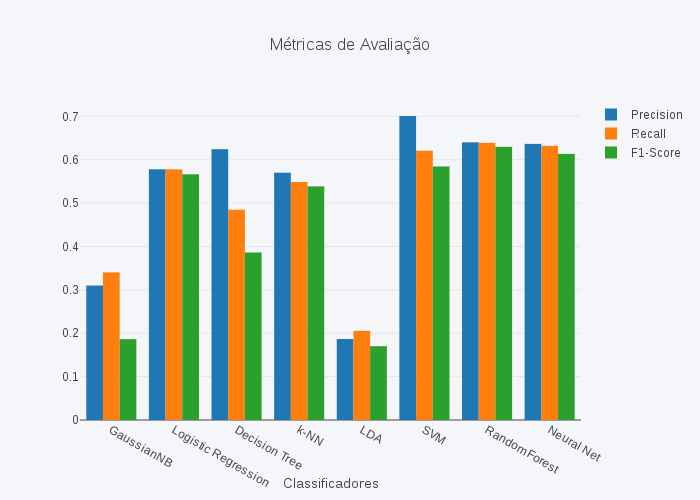 Métricas de Avaliação
Precision
Recall
F1-Score
0.7
0.6
0.5
0.4
0.3
0.2
0.1
0
GaussianNB
Logistic Regression
Decision Tree
k-NN
LDA
SVM
RandomForest
Neural Net
Classificadores